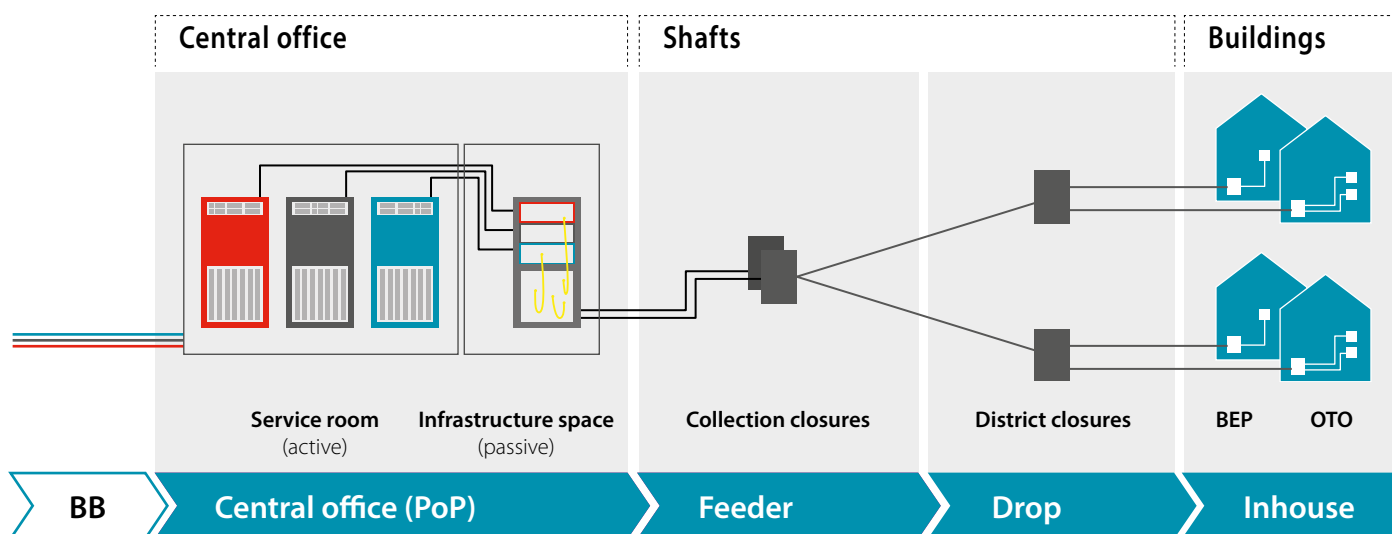 Central office
Shafts
Buildings
Service room
(active)
Infrastructure space
(passive)
Collection closures
District closures
BEP
OTO
BB
Central office (PoP)
Feeder
Drop
Inhouse